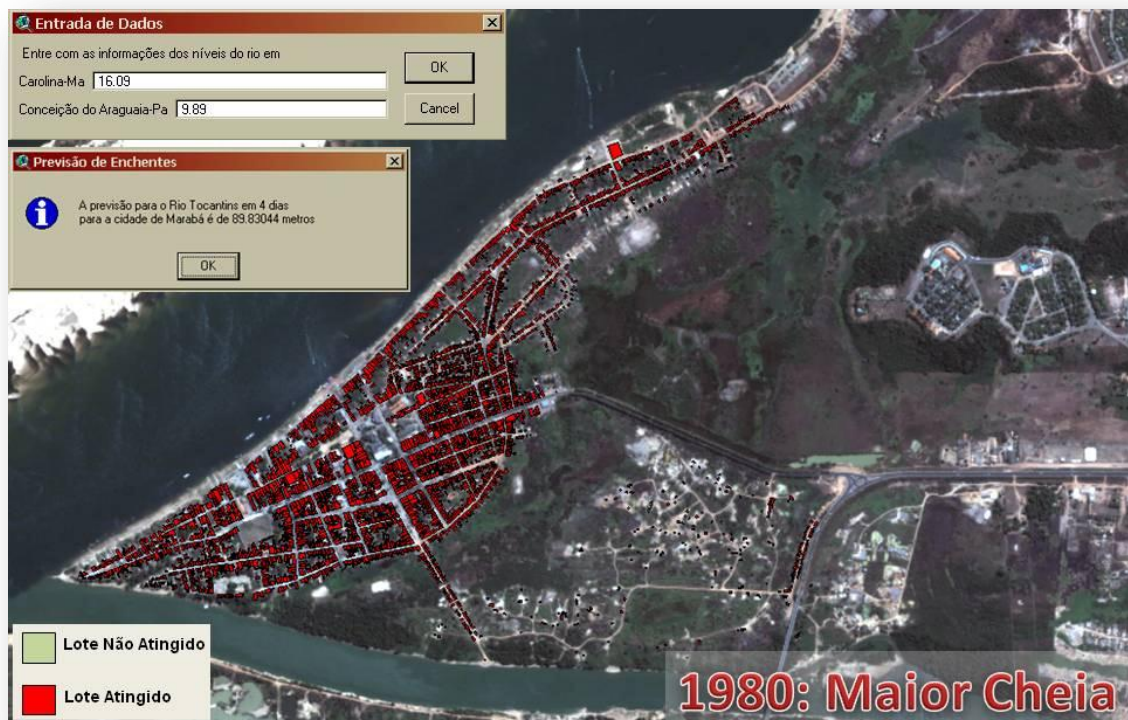 Entrada de Dados
Entre com as informações dos níveis do rio em
Carolina-Ma 16.09
Conceição do Araguaia-Pa 9.89
OK
Cancel
Previsão de Enchentes
A previsão para o Rio Tocantins em 4 dias
para a cidade de Marabá é de 89.83044 metros
OK
Lote Não Atingido
Lote Atingido
1980: Maior Cheia